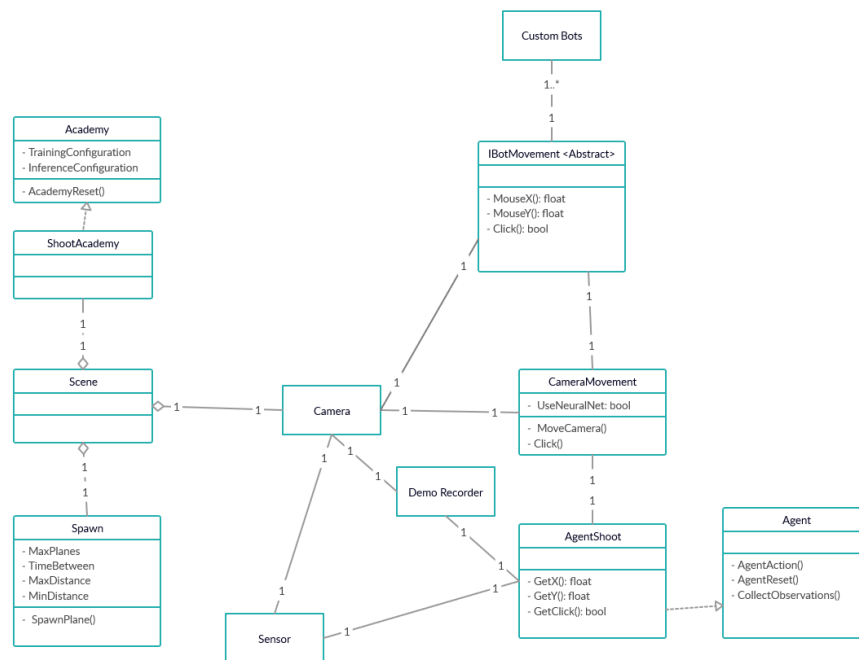 Custom Bots
1..*
1
IBotMovement <Abstract>
- MouseX(): float
- MouseY(): float
- Click(): bool
Academy
- TrainingConfiguration
- InferenceConfiguration
- AcademyReset()
ShootAcademy
1
1
1
1
1
1
Scene
1
1
Camera
1
1
CameraMovement
- UseNeuralNet: bool
- MoveCamera()
- Click()
1
1
1
1
1
1
Demo Recorder
1
1
Spawn
- MaxPlanes
- TimeBetween
- MaxDistance
- MinDistance
- SpawnPlane()
1
1
AgentShoot
- GetX(): float
- GetY(): float
- GetClick(): bool
Agent
- AgentAction()
- AgentReset()
- CollectObservations()
1
1
1
1
Sensor